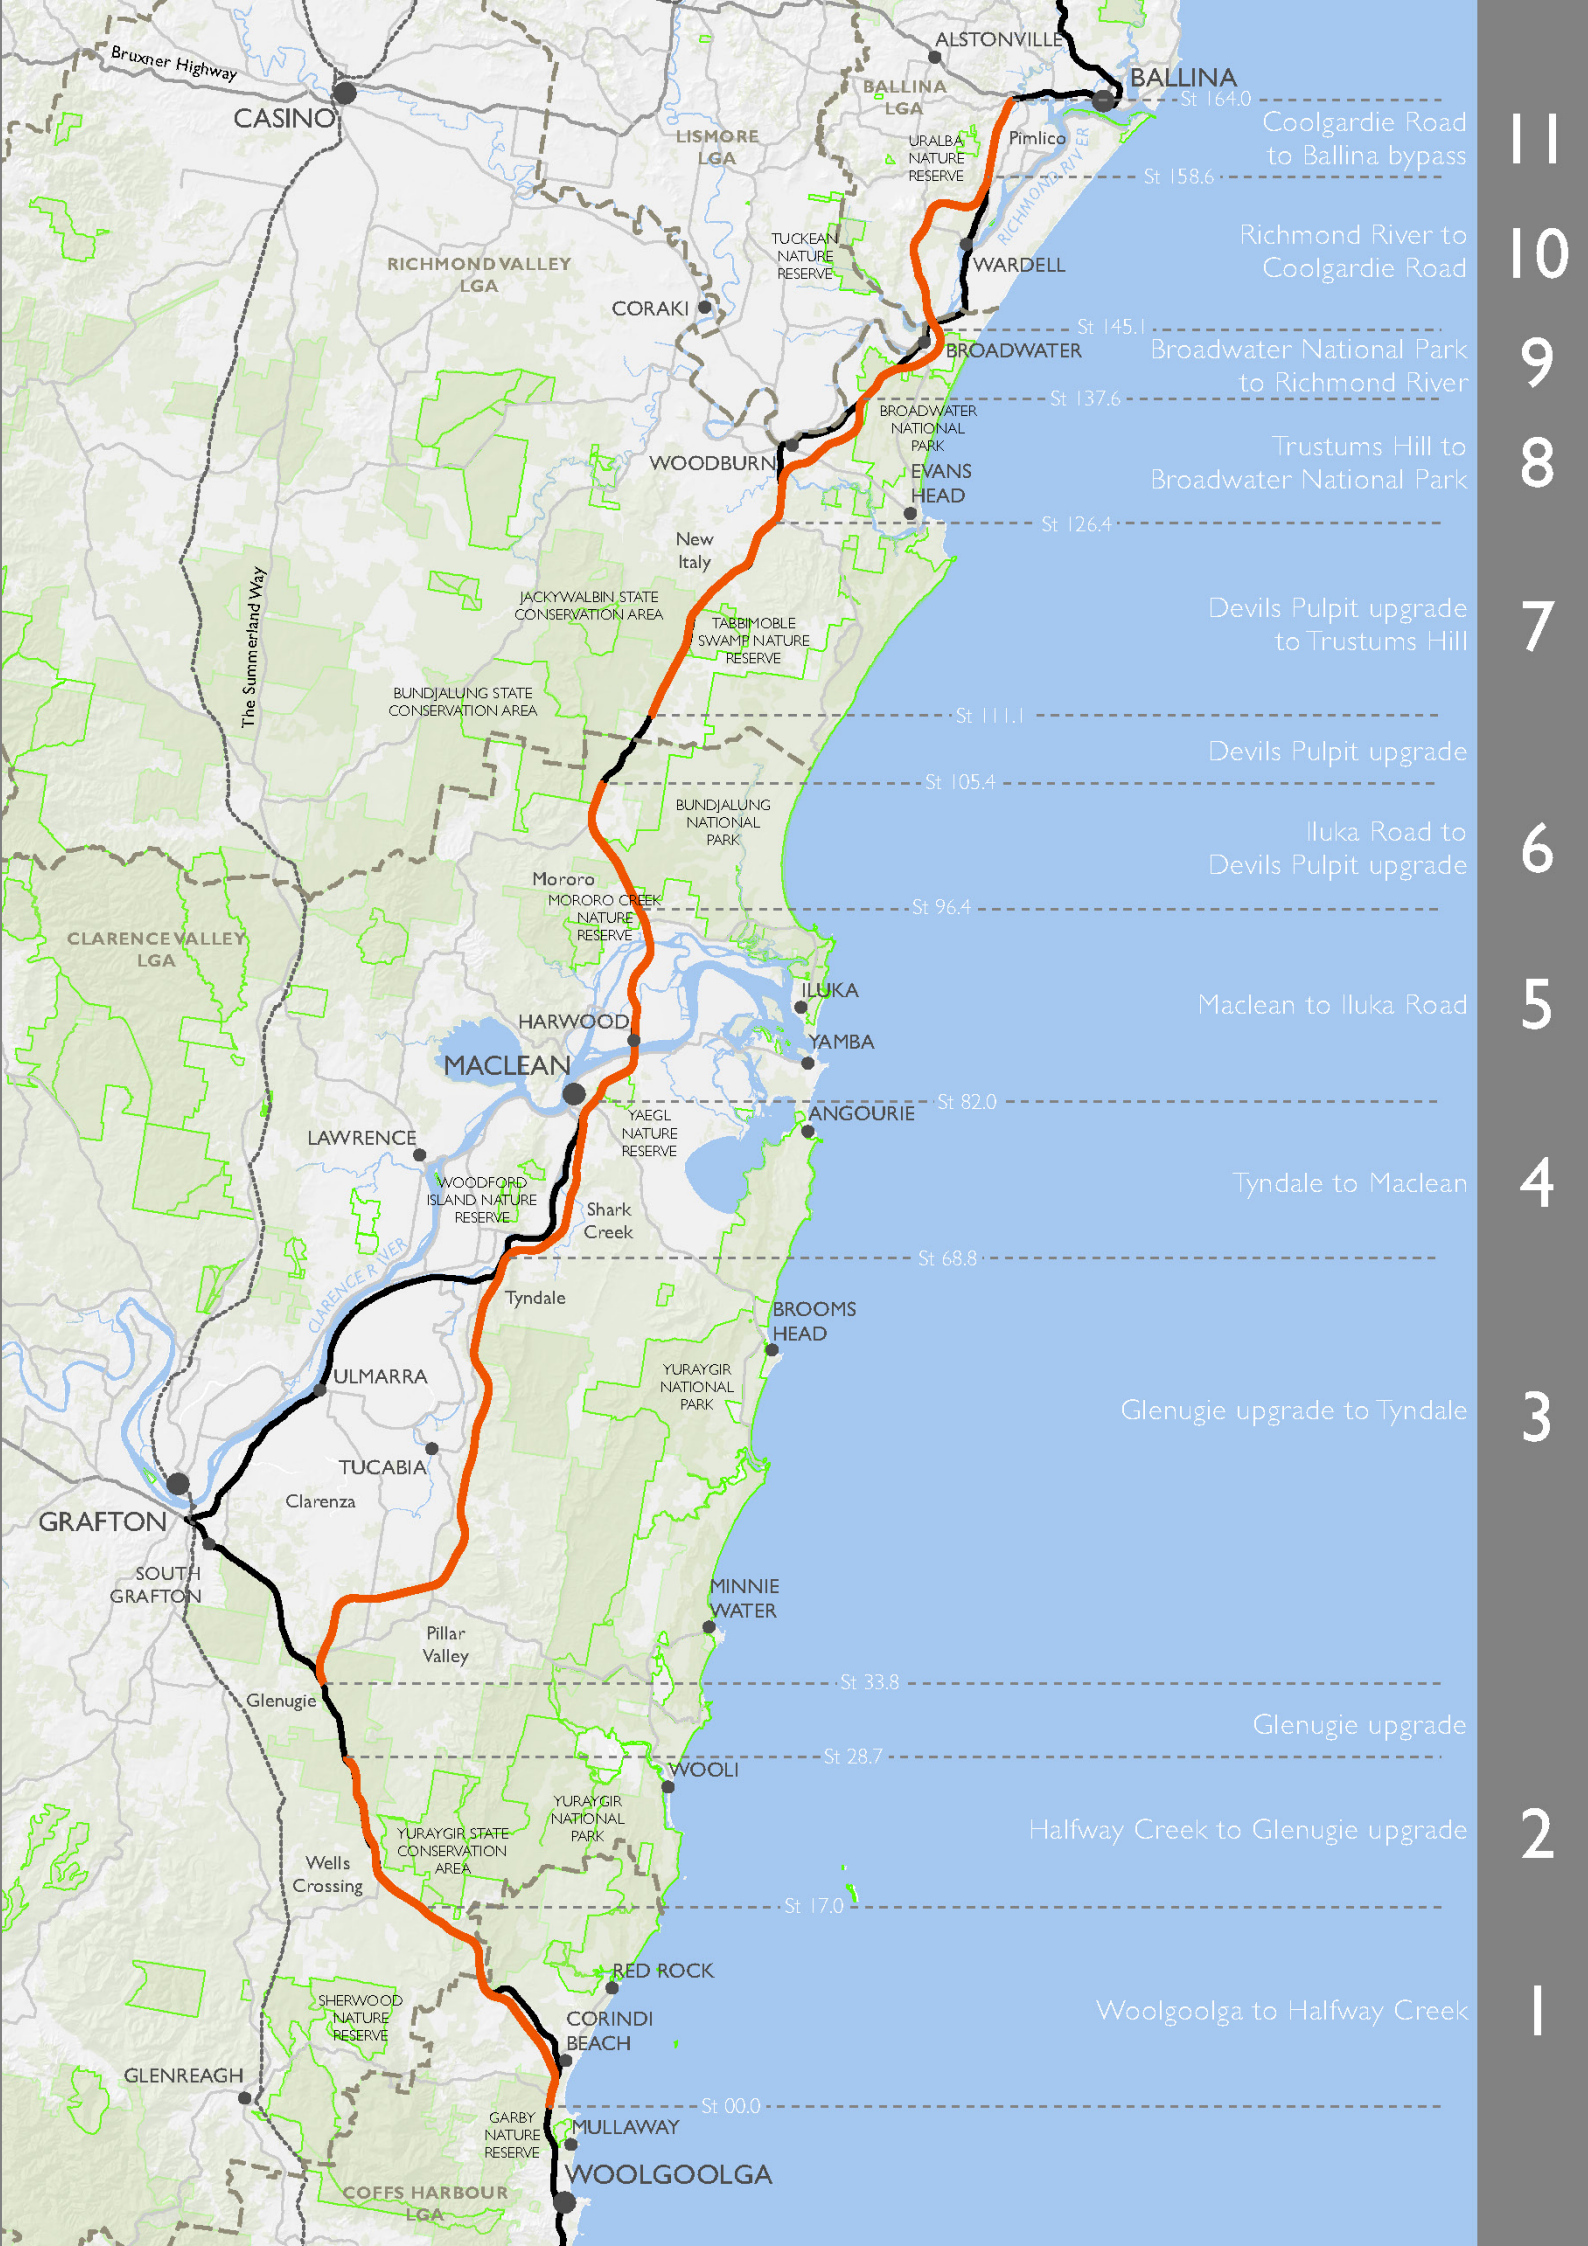 ALSTONVILLE
Bruxner Highway
BALLINA
BALLINA
LGA
St 164.0
CASINO
Coolgardie Road
to Ballina bypass
11
LISMORE
LGA
URALBA
NATURE
RESERVE
Pimlico
RICHMOND RIVER
St 158.6
TUCKEAN
NATURE
RESERVE
Richmond River to
Coolgardie Road
10
RICHMOND VALLEY
LGA
WARDELL
CORAKI
St 145.1
BROADWATER
Broadwater National Park
to Richmond River
9
St 137.6
BROADWATER
NATIONAL
PARK
WOODBURN
Trustums Hill to
Broadwater National Park
8
EVANS
HEAD
St 126.4
New
Italy
The Summerland Way
JACKYWALBIN STATE
CONSERVATION AREA
TABBIMOBLE
SWAMP NATURE
RESERVE
Devils Pulpit upgrade
to Trustums Hill
7
BUNDJALUNG STATE
CONSERVATION AREA
St 111.1
Devils Pulpit upgrade
St 105.4
BUNDJALUNG
NATIONAL
PARK
Iluka Road to
Devils Pulpit upgrade
6
Mororo
MORORO CREEK
NATURE
RESERVE
St 96.4
CLARENCE VALLEY
LGA
ILUKA
Maclean to Iluka Road
5
HARWOOD
YAMBA
MACLEAN
St 82.0
ANGOURIE
YAEGL
NATURE
RESERVE
LAWRENCE
WOODFORD
ISLAND NATURE
RESERVE
Tyndale to Maclean
4
Shark
Creek
CLARENCE RIVER
St 68.8
Tyndale
BROOMS
HEAD
ULMARRA
YURAYGIR
NATIONAL
PARK
Glenugie upgrade to Tyndale
3
TUCABIA
Clarenza
GRAFTON
SOUTH
GRAFTON
MINNIE
WATER
Pillar
Valley
St 33.8
Glenugie
Glenugie upgrade
St 28.7
WOOLI
YURAYGIR
NATIONAL
PARK
YURAYGIR STATE
CONSERVATION
AREA
Halfway Creek to Glenugie upgrade
2
Wells
Crossing
St 17.0
RED ROCK
SHERWOOD
NATURE
RESERVE
CORINDI
BEACH
Woolgoolga to Halfway Creek
1
GLENREAGH
St 00.0
GARBY
NATURE
RESERVE
MULLAWAY
WOOLGOOLGA
COFFS HARBOUR
LGA